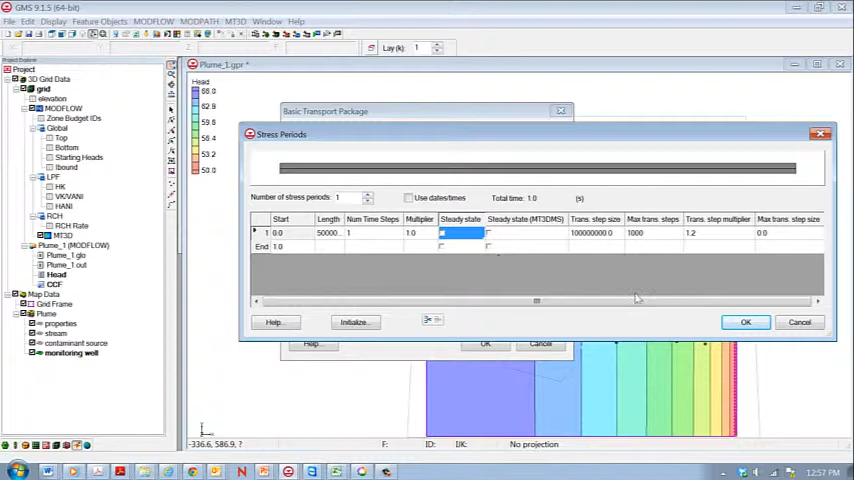 GMS 9.1.5 (64-bit)
File Edit Display Feature Objects MODFLOW MODPATH MT3D Window Help
Lay (k): 1
Project Explorer
Plume_1.gpr *
Project
3D Grid Data
grid
elevation
MODFLOW
Zone Budget IDs
Global
Top
Bottom
Starting Heads
Ibound
LPF
HK
VK/VANI
HANI
RCH
RCH Rate
MT3D
Plume_1 (MODFLOW)
Plume_1.glo
Plume_1.out
Head
CCF
Map Data
Grid Frame
Plume
properties
stream
contaminant source
monitoring well
Head
62.9
59.6
56.4
53.2
50.0
Basic Transport Package
Stress Periods
Number of stress periods: 1 Use dates/times Total time: 1.0 (s)
Start Length Num Time Steps Multiplier Steady state Steady state (MT3DMS) Trans. step size Max trans. steps Trans. step multiplier Max trans. step size
1 0.0 50000... 1 1.0 100000000.0 1000 1.2 0.0
End 1.0
Help... Initialize... OK Cancel
Help... OK Cancel
-336.6, 586.9, ? F: ID: IJK: No projection
12:57 PM